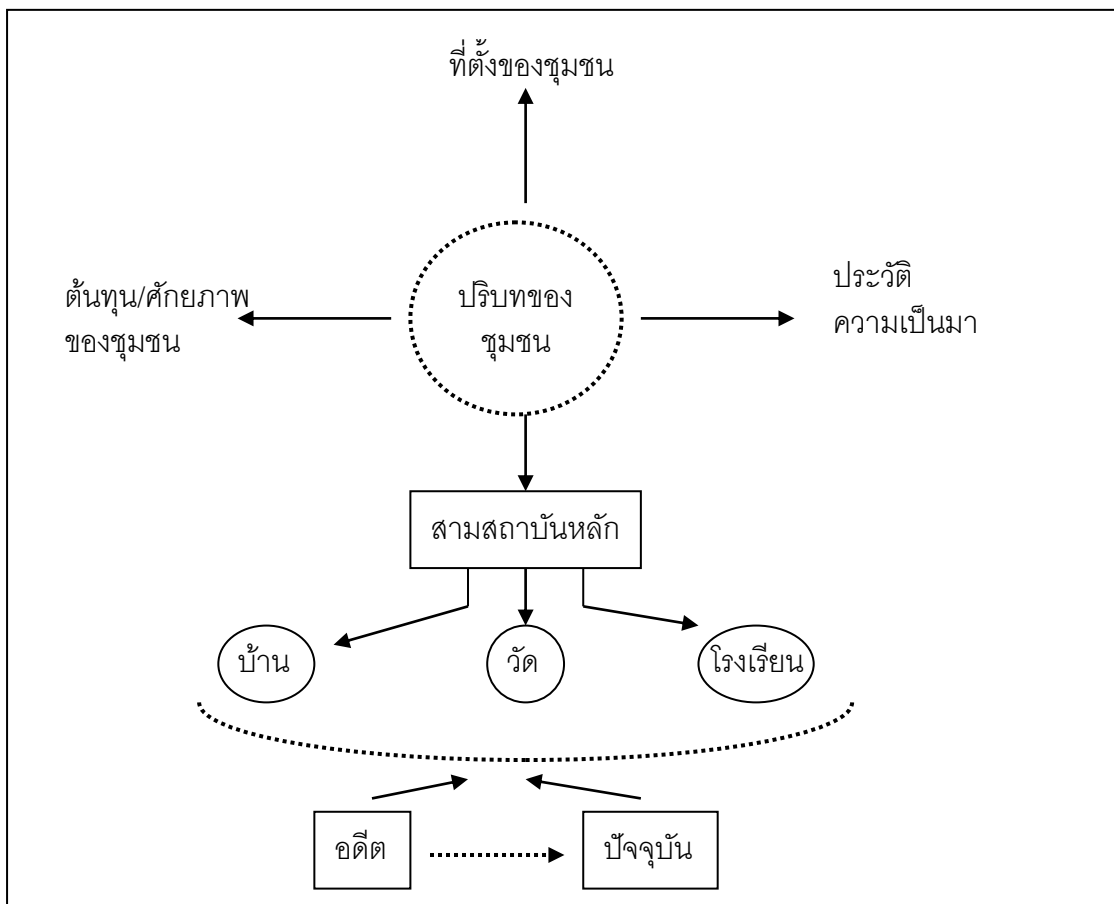 ที่ตั้งของชุมชน
ต้นทุน/ศักยภาพ
ของชุมชน
ปริบทของ
ชุมชน
ประวัติ
ความเป็นมา
สามสถาบันหลัก
บ้าน
วัด
โรงเรียน
อดีต
ปัจจุบัน